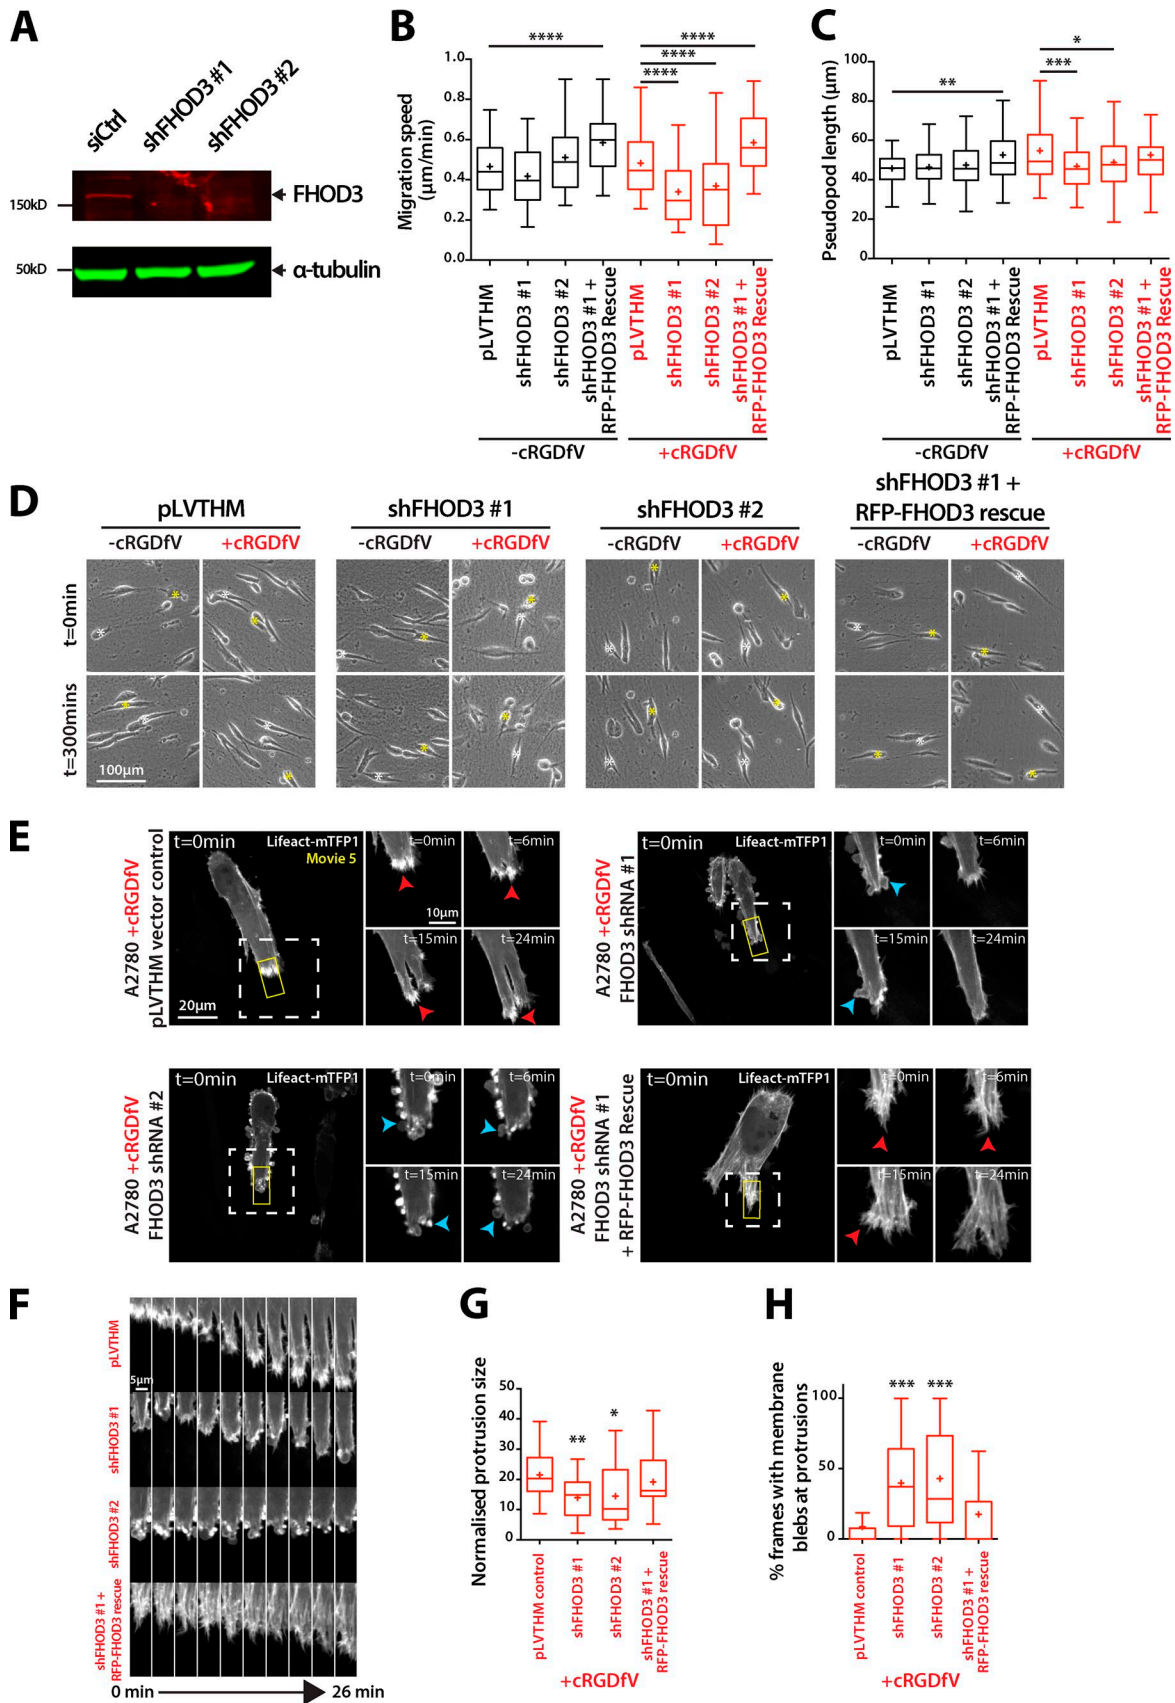 A
siCtrl
shFHOD3 #1
shFHOD3 #2
150kD
FHOD3
50kD
α-tubulin
B
Migration speed
(µm/min)
1.0
0.8
0.6
0.4
0.2
0.0
****
****
****
****
pLVTHM
shFHOD3 #1
shFHOD3 #2
shFHOD3 #1 +
RFP-FHOD3 Rescue
pLVTHM
shFHOD3 #1
shFHOD3 #2
shFHOD3 #1 +
RFP-FHOD3 Rescue
-cRGDfV
+cRGDfV
C
Pseudopod length (µm)
100
80
60
40
20
0
**
***
*
pLVTHM
shFHOD3 #1
shFHOD3 #2
shFHOD3 #1 +
RFP-FHOD3 Rescue
pLVTHM
shFHOD3 #1
shFHOD3 #2
shFHOD3 #1 +
RFP-FHOD3 Rescue
-cRGDfV
+cRGDfV
D
pLVTHM
shFHOD3 #1
shFHOD3 #2
shFHOD3 #1 +
RFP-FHOD3 rescue
-cRGDfV
+cRGDfV
-cRGDfV
+cRGDfV
-cRGDfV
+cRGDfV
-cRGDfV
+cRGDfV
t=0min
t=300mins
100µm
E
A2780 +cRGDfV
pLVTHM vector control
t=0min
Lifeact-mTFP1
Movie 5
20µm
t=0min
t=6min
10µm
t=15min
t=24min
A2780 +cRGDfV
FHOD3 shRNA #1
t=0min
Lifeact-mTFP1
t=0min
t=6min
t=15min
t=24min
A2780 +cRGDfV
FHOD3 shRNA #2
t=0min
Lifeact-mTFP1
t=0min
t=6min
t=15min
t=24min
A2780 +cRGDfV
FHOD3 shRNA #1
+ RFP-FHOD3 Rescue
t=0min
Lifeact-mTFP1
t=0min
t=6min
t=15min
t=24min
F
pLVTHM
5µm
shFHOD3 #1
shFHOD3 #2
shFHOD3 #1 +
RFP-FHOD3 rescue
0 min
26 min
G
Normalised protrusion size
50
40
30
20
10
0
**
*
pLVTHM control
shFHOD3 #1
shFHOD3 #2
shFHOD3 #1 +
RFP-FHOD3 rescue
+cRGDfV
H
% frames with membrane
blebs at protrusions
100
50
0
***
***
pLVTHM control
shFHOD3 #1
shFHOD3 #2
shFHOD3 #1 +
RFP-FHOD3 rescue
+cRGDfV